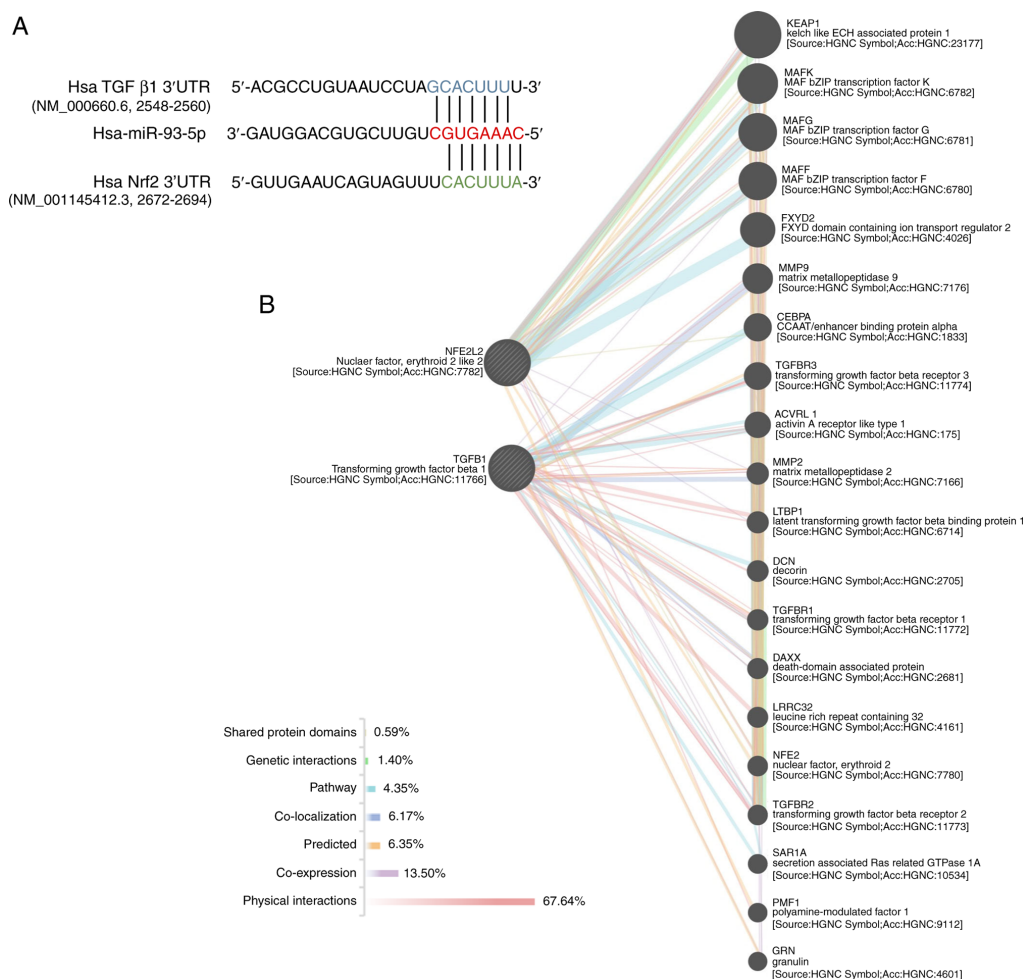 A
Hsa TGF β1 3′UTR 5′-ACGCCUGUAAUCCUAGCACUUUU-3′
(NM_000660.6, 2548-2560)
Hsa-miR-93-5p 3′-GAUGGACGUGCUUGUCGUGAAAC-5′
Hsa Nrf2 3′UTR 5′-GUUGAAUCAGUAGUUUCACUUUA-3′
(NM_001145412.3, 2672-2694)
B
NFE2L2
Nuclaer factor, erythroid 2 like 2
[Source:HGNC Symbol;Acc:HGNC:7782]
TGFB1
Transforming growth factor beta 1
[Source:HGNC Symbol;Acc:HGNC:11766]
KEAP1
kelch like ECH associated protein 1
[Source:HGNC Symbol;Acc:HGNC:23177]
MAFK
MAF bZIP transcription factor K
[Source:HGNC Symbol;Acc:HGNC:6782]
MAFG
MAF bZIP transcription factor G
[Source:HGNC Symbol;Acc:HGNC:6781]
MAFF
MAF bZIP transcription factor F
[Source:HGNC Symbol;Acc:HGNC:6780]
FXYD2
FXYD domain containing ion transport regulator 2
[Source:HGNC Symbol;Acc:HGNC:4026]
MMP9
matrix metallopeptidase 9
[Source:HGNC Symbol;Acc:HGNC:7176]
CEBPA
CCAAT/enhancer binding protein alpha
[Source:HGNC Symbol;Acc:HGNC:1833]
TGFBR3
transforming growth factor beta receptor 3
[Source:HGNC Symbol;Acc:HGNC:11774]
ACVRL 1
activin A receptor like type 1
[Source:HGNC Symbol;Acc:HGNC:175]
MMP2
matrix metallopeptidase 2
[Source:HGNC Symbol;Acc:HGNC:7166]
LTBP1
latent transforming growth factor beta binding protein 1
[Source:HGNC Symbol;Acc:HGNC:6714]
DCN
decorin
[Source:HGNC Symbol;Acc:HGNC:2705]
TGFBR1
transforming growth factor beta receptor 1
[Source:HGNC Symbol;Acc:HGNC:11772]
DAXX
death-domain associated protein
[Source:HGNC Symbol;Acc:HGNC:2681]
LRRC32
leucine rich repeat containing 32
[Source:HGNC Symbol;Acc:HGNC:4161]
NFE2
nuclear factor, erythroid 2
[Source:HGNC Symbol;Acc:HGNC:7780]
TGFBR2
transforming growth factor beta receptor 2
[Source:HGNC Symbol;Acc:HGNC:11773]
SAR1A
secretion associated Ras related GTPase 1A
[Source:HGNC Symbol;Acc:HGNC:10534]
PMF1
polyamine-modulated factor 1
[Source:HGNC Symbol;Acc:HGNC:9112]
GRN
granulin
[Source:HGNC Symbol;Acc:HGNC:4601]
Shared protein domains 0.59%
Genetic interactions 1.40%
Pathway 4.35%
Co-localization 6.17%
Predicted 6.35%
Co-expression 13.50%
Physical interactions 67.64%